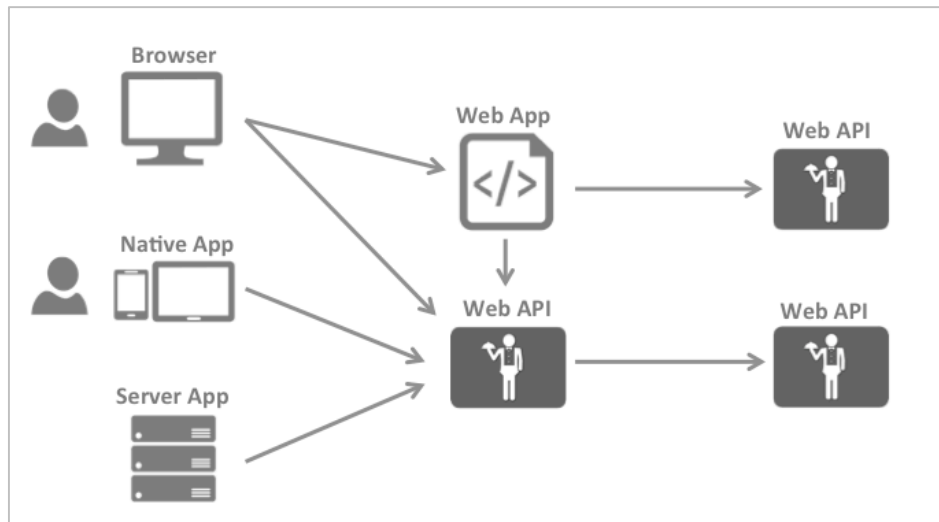 Browser
Web App
Web API
Native App
Web API
Web API
Server App
</>